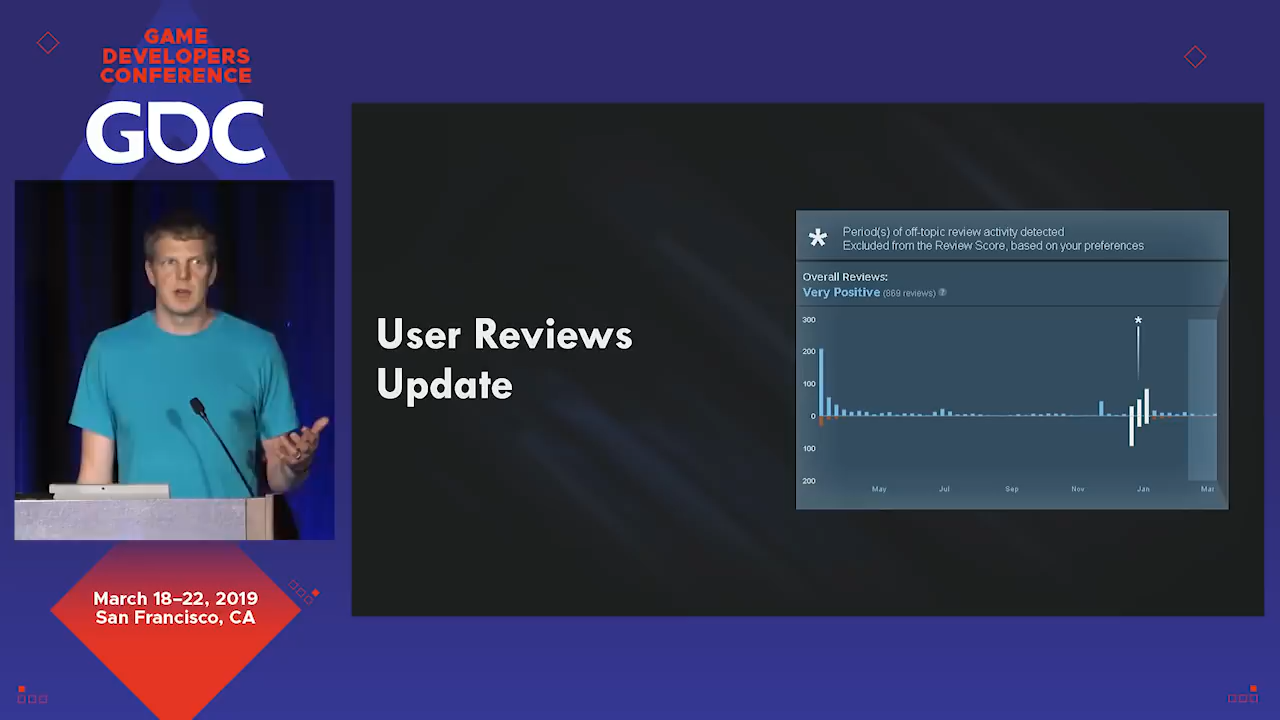 GAME
DEVELOPERS
CONFERENCE
GDC
March 18–22, 2019
San Francisco, CA
User Reviews
Update
* Period(s) of off-topic review activity detected
Excluded from the Review Score, based on your preferences
Overall Reviews:
Very Positive (869 reviews) ?
*
300
200
100
0
100
200
May Jul Sep Nov Jan Mar